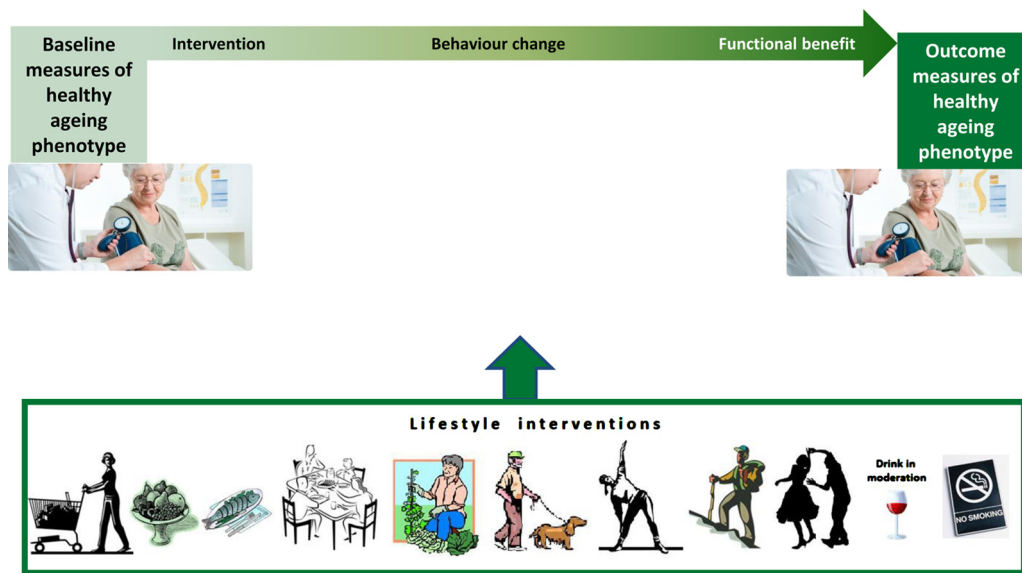 Baseline
measures of
healthy
ageing
phenotype
Intervention
Behaviour change
Functional benefit
Outcome
measures of
healthy
ageing
phenotype
Lifestyle interventions
Drink in
moderation
NO SMOKING